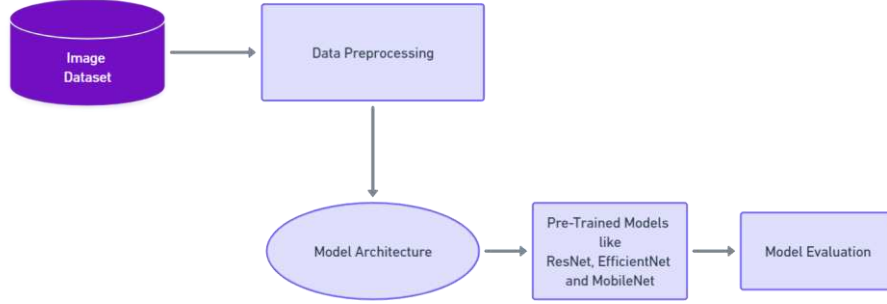 Image
Dataset
Data Preprocessing
Model Architecture
Pre-Trained Models
like
ResNet, EfficientNet
and MobileNet
Model Evaluation